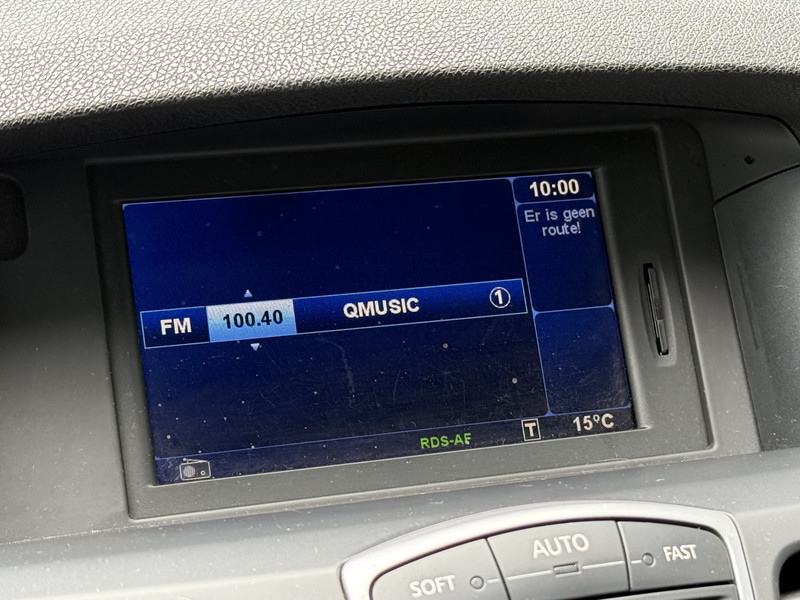 10:00
Er is geen
route!
FM 100.40 QMUSIC 1
RDS-AF T 15°C
SOFT AUTO FAST